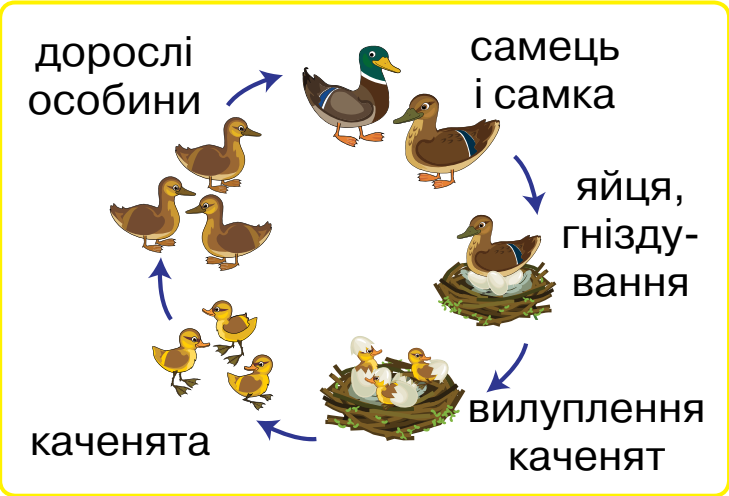 дорослі
особини
самець
і самка
яйця,
гнізду-
вання
вилуплення
каченят
каченята